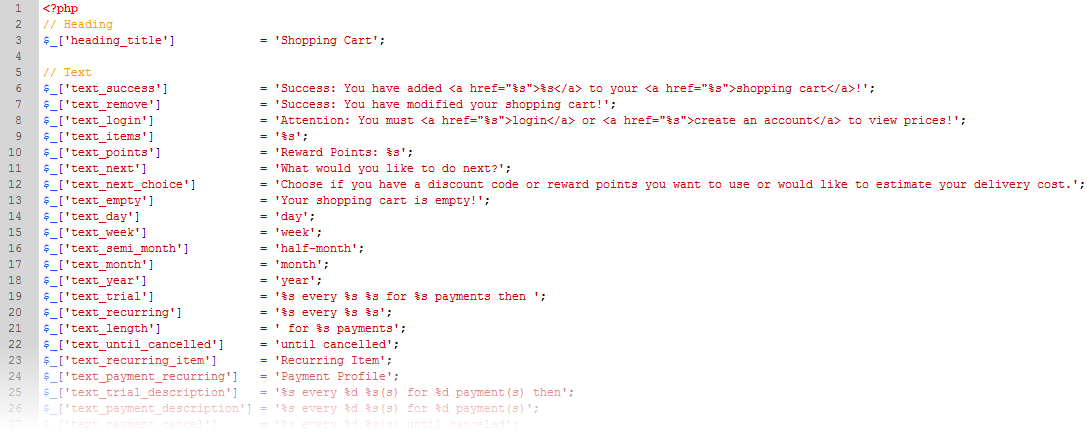 1 <?php
2 // Heading
3 $_['heading_title'] = 'Shopping Cart';
4
5 // Text
6 $_['text_success'] = 'Success: You have added <a href="%s">%s</a> to your <a href="%s">shopping cart</a>!';
7 $_['text_remove'] = 'Success: You have modified your shopping cart!';
8 $_['text_login'] = 'Attention: You must <a href="%s">login</a> or <a href="%s">create an account</a> to view prices!';
9 $_['text_items'] = '%s';
10 $_['text_points'] = 'Reward Points: %s';
11 $_['text_next'] = 'What would you like to do next?';
12 $_['text_next_choice'] = 'Choose if you have a discount code or reward points you want to use or would like to estimate your delivery cost.';
13 $_['text_empty'] = 'Your shopping cart is empty!';
14 $_['text_day'] = 'day';
15 $_['text_week'] = 'week';
16 $_['text_semi_month'] = 'half-month';
17 $_['text_month'] = 'month';
18 $_['text_year'] = 'year';
19 $_['text_trial'] = '%s every %s %s for %s payments then ';
20 $_['text_recurring'] = '%s every %s %s';
21 $_['text_length'] = ' for %s payments';
22 $_['text_until_cancelled'] = 'until cancelled';
23 $_['text_recurring_item'] = 'Recurring Item';
24 $_['text_payment_recurring'] = 'Payment Profile';
25 $_['text_trial_description'] = '%s every %d %s(s) for %d payment(s) then';
26 $_['text_payment_description'] = '%s every %d %s(s) for %d payment(s)';
27 $_['text_payment_cancel'] = '%s every %d %s(s) until canceled';